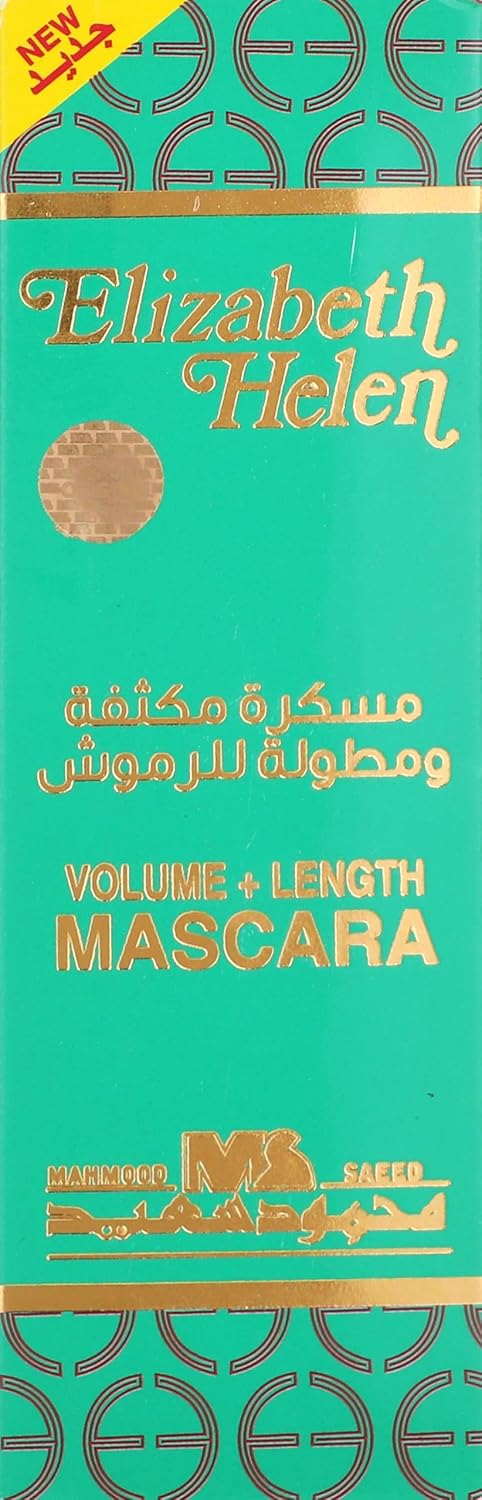 NEW
جديد
Elizabeth
Helen
مسكرة مكثفة
ومطولة للرموش
VOLUME + LENGTH
MASCARA
MAHMOOD MS SAEED
محمود سعيد